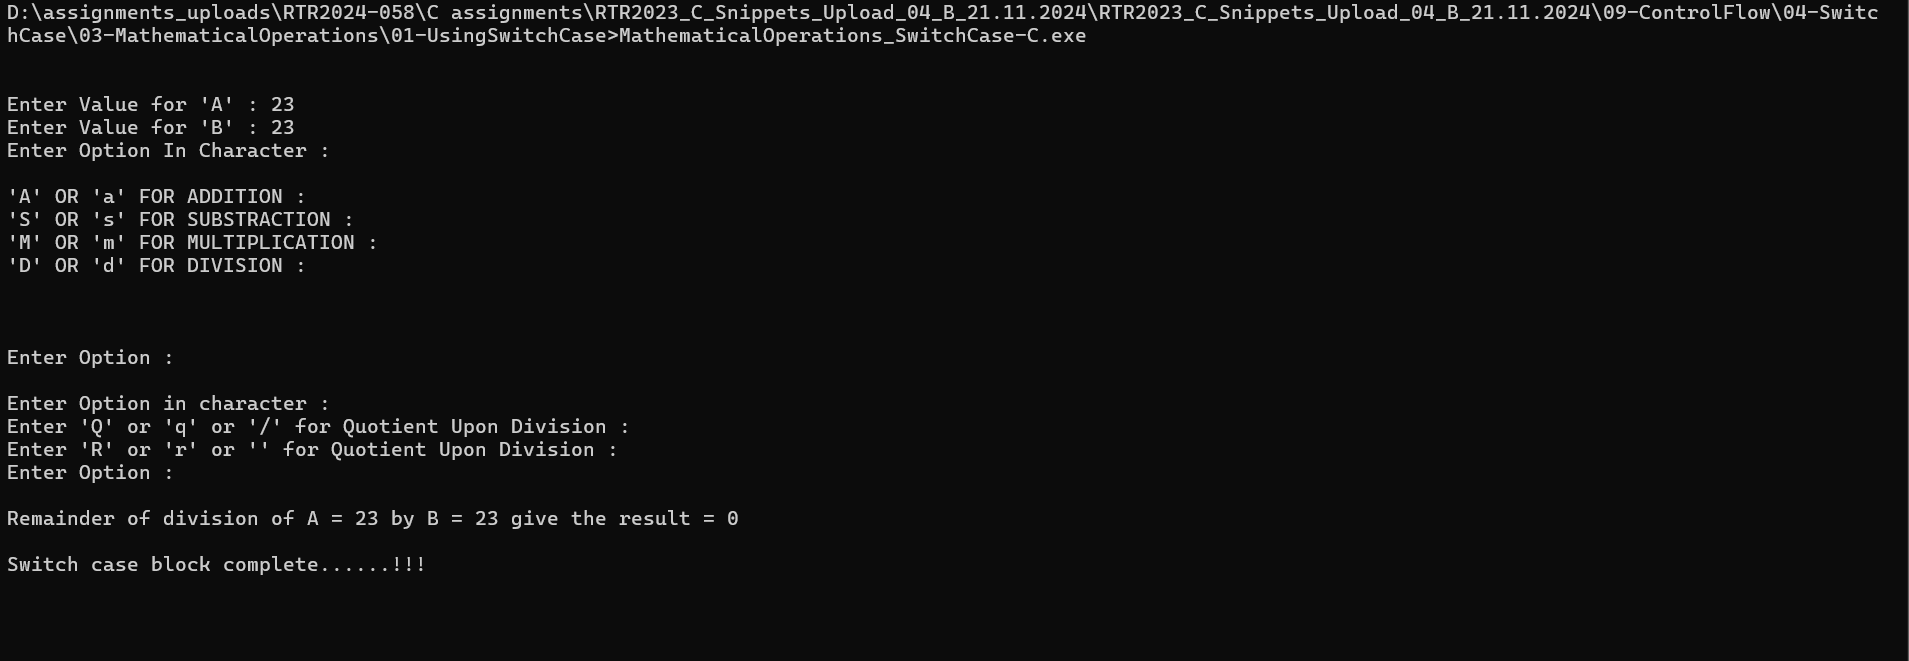 D:\assignments_uploads\RTR2024-058\C assignments\RTR2023_C_Snippets_Upload_04_B_21.11.2024\RTR2023_C_Snippets_Upload_04_B_21.11.2024\09-ControlFlow\04-Switc
hCase\03-MathematicalOperations\01-UsingSwitchCase>MathematicalOperations_SwitchCase-C.exe
Enter Value for 'A' : 23
Enter Value for 'B' : 23
Enter Option In Character :
'A' OR 'a' FOR ADDITION :
'S' OR 's' FOR SUBSTRACTION :
'M' OR 'm' FOR MULTIPLICATION :
'D' OR 'd' FOR DIVISION :
Enter Option :
Enter Option in character :
Enter 'Q' or 'q' or '/' for Quotient Upon Division :
Enter 'R' or 'r' or '' for Quotient Upon Division :
Enter Option :
Remainder of division of A = 23 by B = 23 give the result = 0
Switch case block complete......!!!